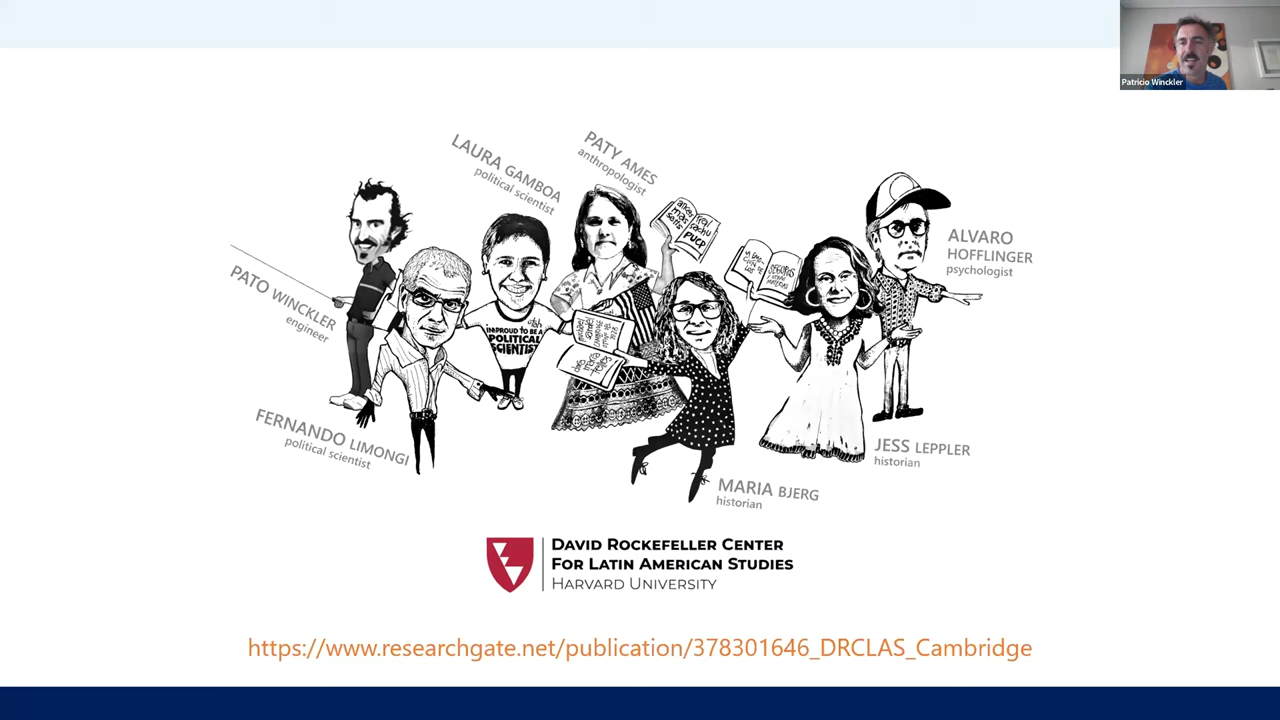 Patricio Winckler
LAURA GAMBOA
political scientist
PATY AMES
anthropologist
PUCP
ALVARO
HOFFLINGER
psychologist
PATO WINCKLER
engineer
I'M PROUD TO BE A
POLITICAL
SCIENTIST
FERNANDO LIMONGI
political scientist
JESS LEPPLER
historian
MARIA BJERG
historian
DAVID ROCKEFELLER CENTER
FOR LATIN AMERICAN STUDIES
HARVARD UNIVERSITY
https://www.researchgate.net/publication/378301646_DRCLAS_Cambridge